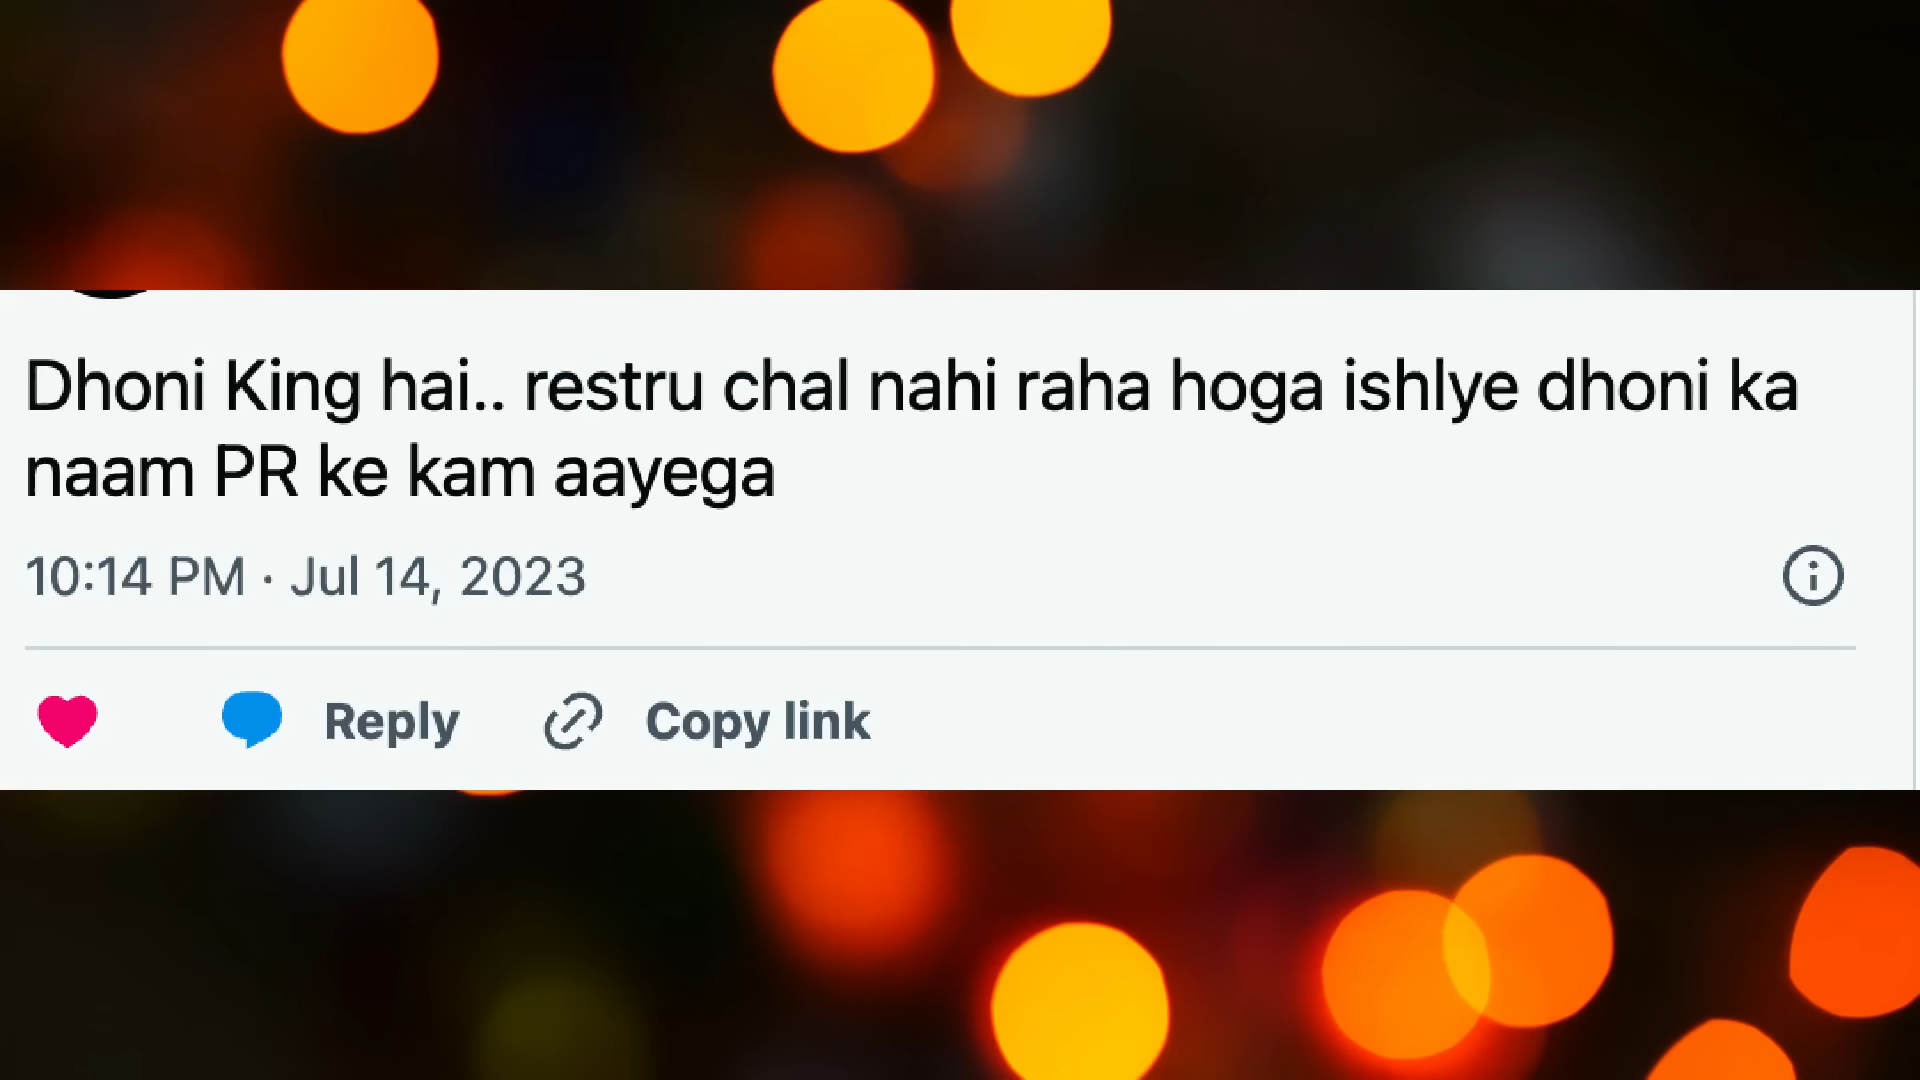 Dhoni King hai.. restru chal nahi raha hoga ishlye dhoni ka
naam PR ke kam aayega
10:14 PM · Jul 14, 2023
Reply Copy link